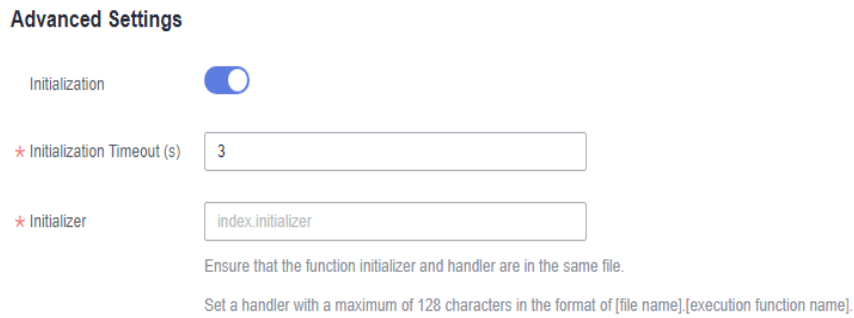 Advanced Settings
Initialization
* Initialization Timeout (s)
3
* Initializer
index.initializer
Ensure that the function initializer and handler are in the same file.
Set a handler with a maximum of 128 characters in the format of [file name].[execution function name].